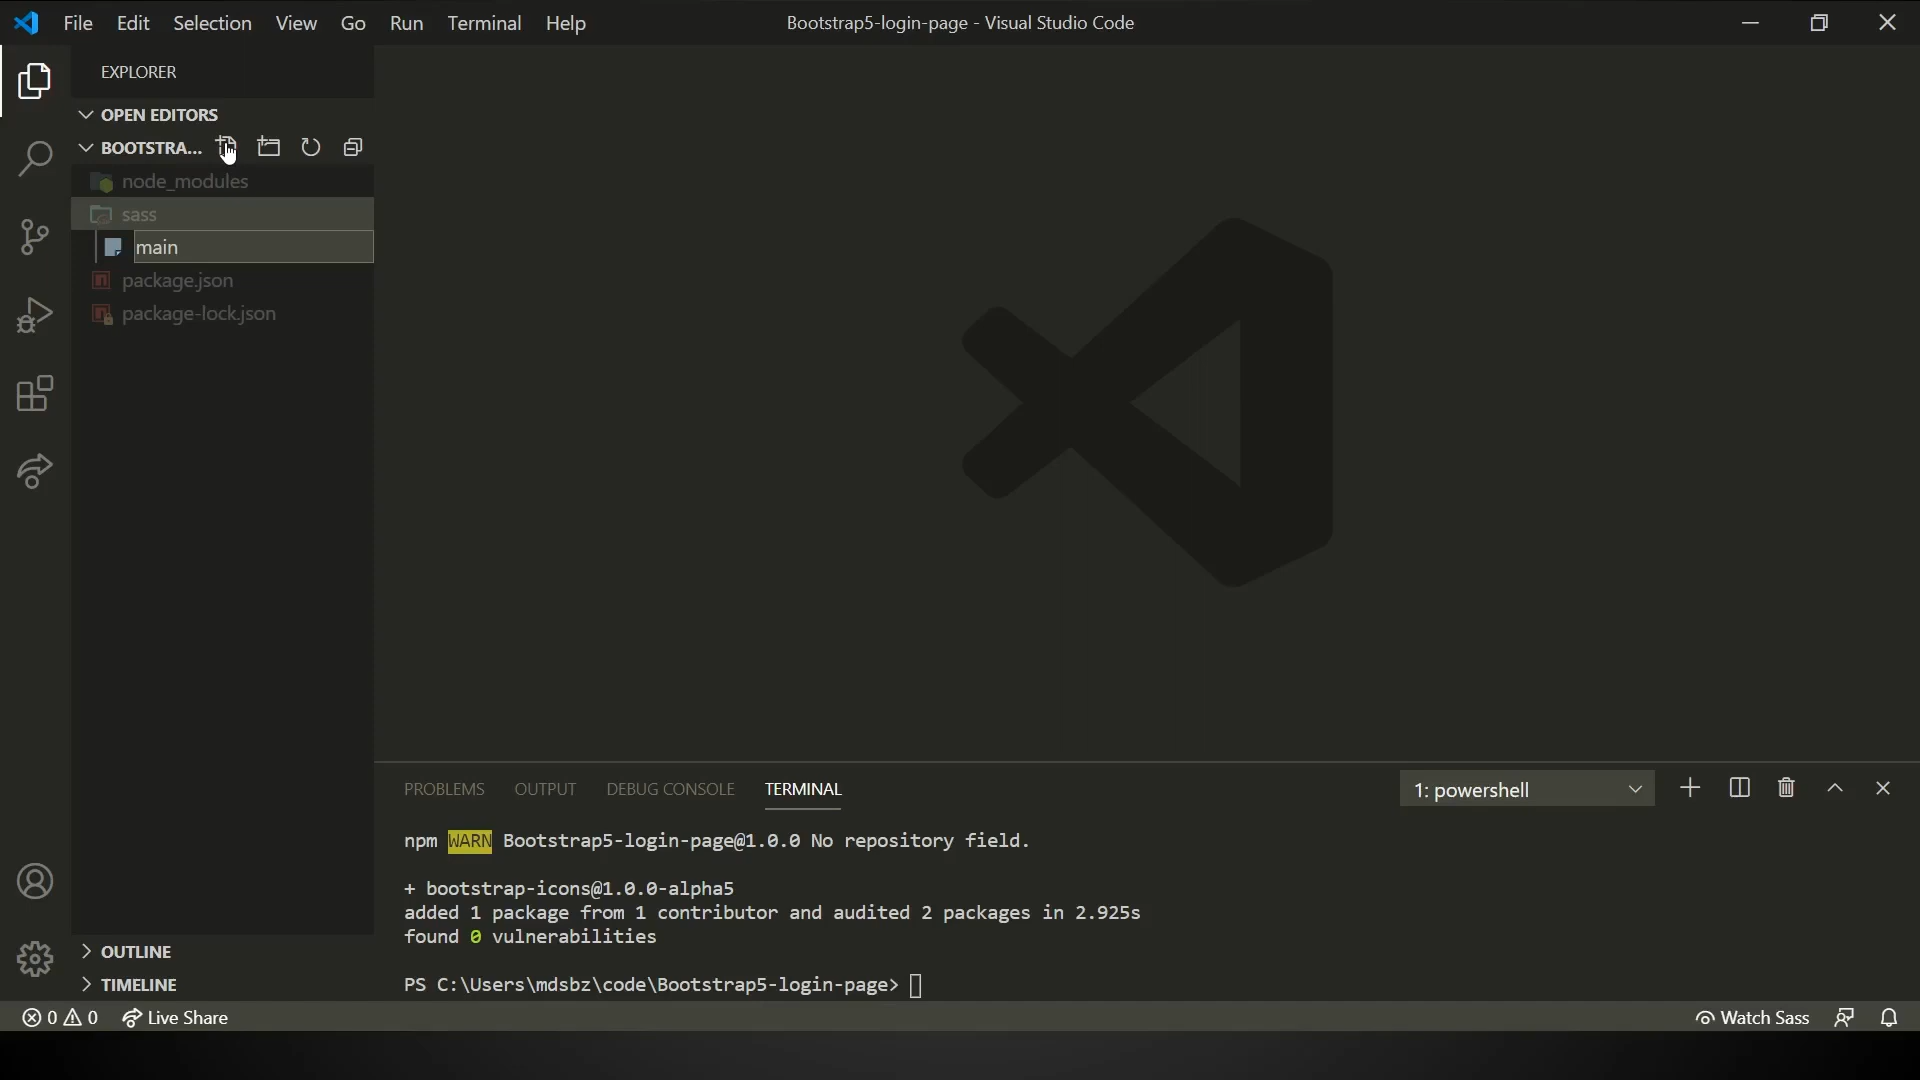 File Edit Selection View Go Run Terminal Help
Bootstrap5-login-page - Visual Studio Code
EXPLORER
OPEN EDITORS
BOOTSTRA...
node_modules
sass
main
package.json
package-lock.json
OUTLINE
TIMELINE
PROBLEMS OUTPUT DEBUG CONSOLE TERMINAL
1: powershell
npm WARN Bootstrap5-login-page@1.0.0 No repository field.
+ bootstrap-icons@1.0.0-alpha5
added 1 package from 1 contributor and audited 2 packages in 2.925s
found 0 vulnerabilities
PS C:\Users\mdsbz\code\Bootstrap5-login-page>
0 0 Live Share
Watch Sass